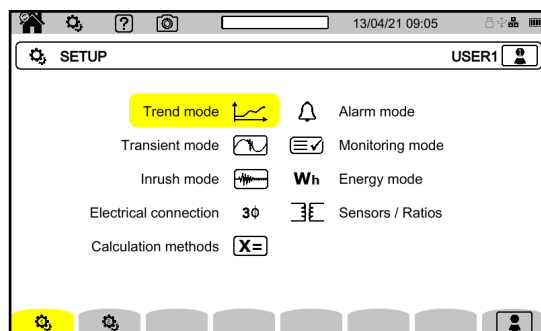 13/04/21 09:05
SETUP USER1
Trend mode Alarm mode
Transient mode Monitoring mode
Inrush mode Wh Energy mode
Electrical connection 3ϕ Sensors / Ratios
Calculation methods X=